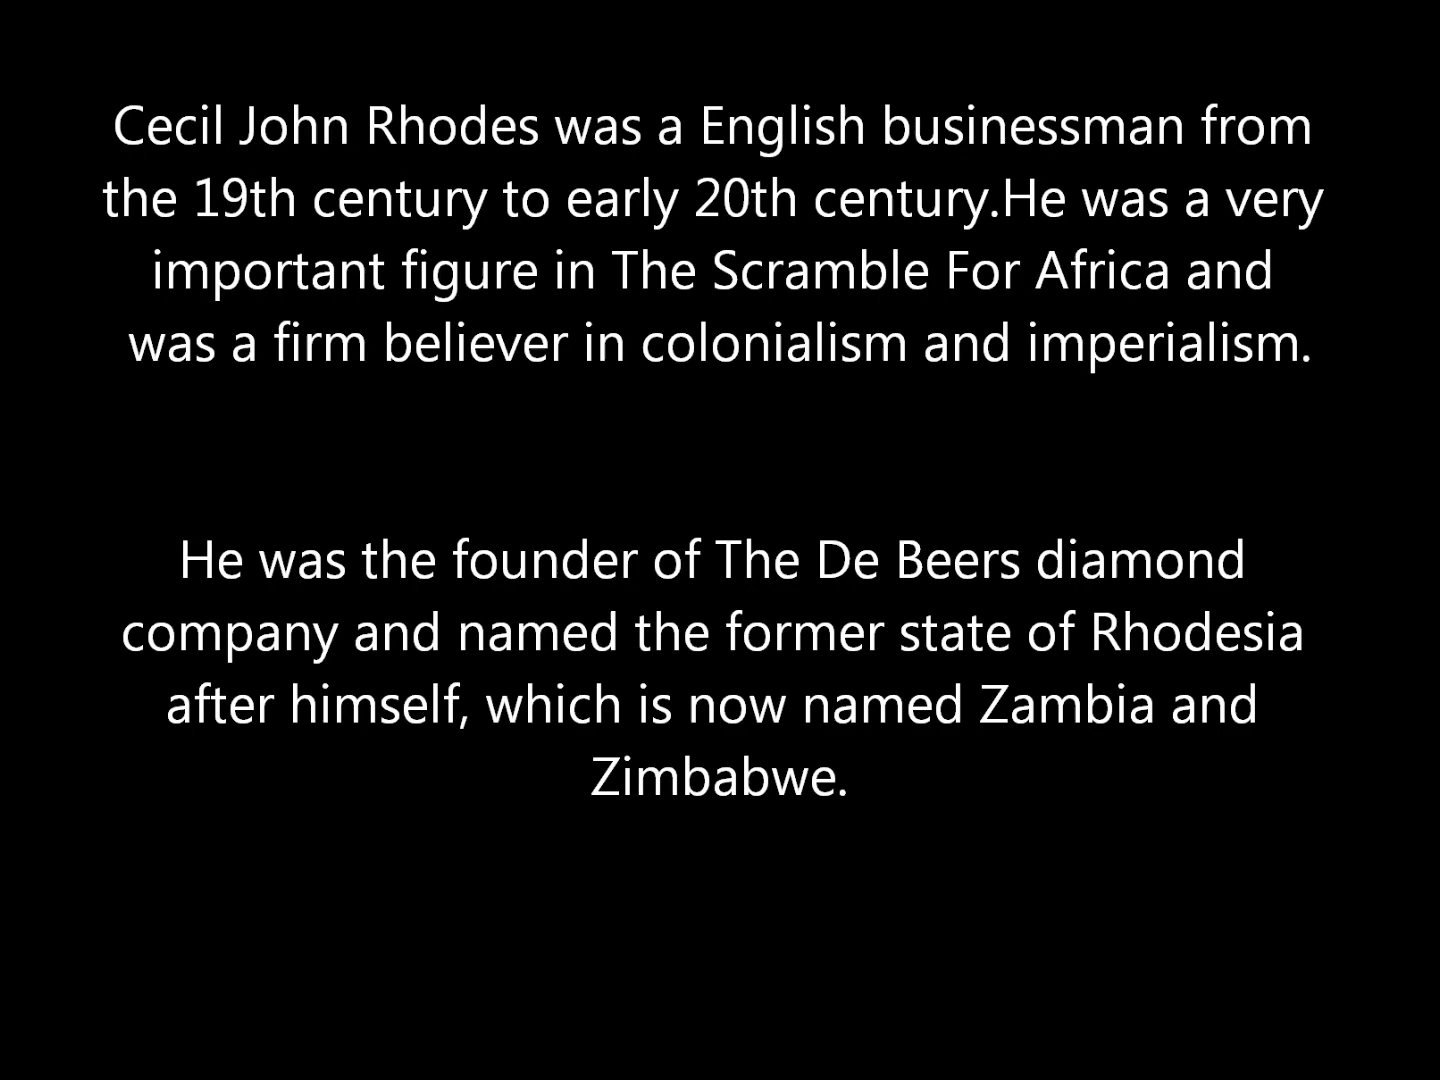 Cecil John Rhodes was a English businessman from
the 19th century to early 20th century.He was a very
important figure in The Scramble For Africa and
was a firm believer in colonialism and imperialism.
He was the founder of The De Beers diamond
company and named the former state of Rhodesia
after himself, which is now named Zambia and
Zimbabwe.